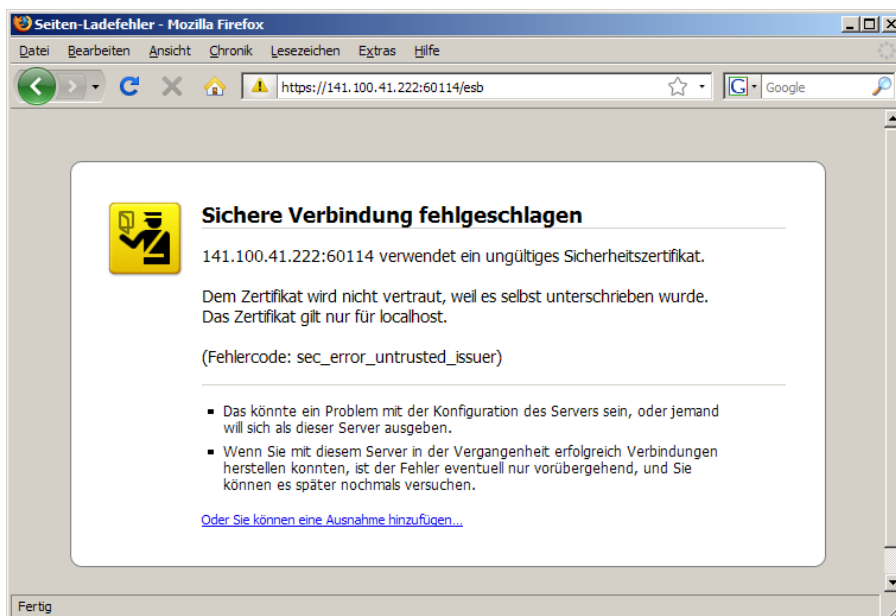 Seiten-Ladefehler - Mozilla Firefox
Datei Bearbeiten Ansicht Chronik Lesezeichen Extras Hilfe
https://141.100.41.222:60114/esb
G Google
Sichere Verbindung fehlgeschlagen
141.100.41.222:60114 verwendet ein ungültiges Sicherheitszertifikat.
Dem Zertifikat wird nicht vertraut, weil es selbst unterschrieben wurde.
Das Zertifikat gilt nur für localhost.
(Fehlercode: sec_error_untrusted_issuer)
Das könnte ein Problem mit der Konfiguration des Servers sein, oder jemand
will sich als dieser Server ausgeben.
Wenn Sie mit diesem Server in der Vergangenheit erfolgreich Verbindungen
herstellen konnten, ist der Fehler eventuell nur vorübergehend, und Sie
können es später nochmals versuchen.
Oder Sie können eine Ausnahme hinzufügen...
Fertig